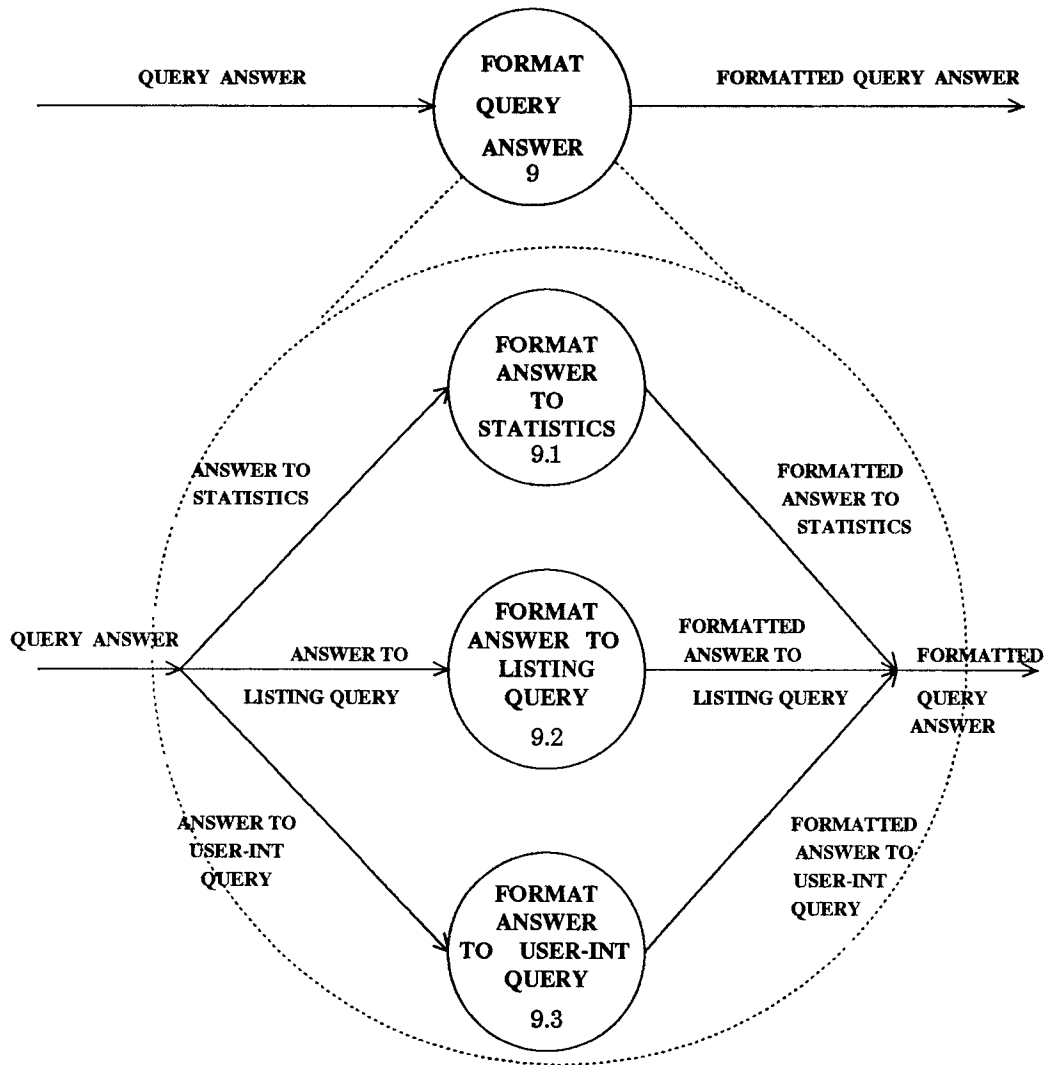 QUERY ANSWER
FORMAT
QUERY
ANSWER
9
FORMATTED QUERY ANSWER
FORMAT
ANSWER
TO
STATISTICS
9.1
ANSWER TO
STATISTICS
FORMATTED
ANSWER TO
STATISTICS
QUERY ANSWER
ANSWER TO
LISTING QUERY
FORMAT
ANSWER TO
LISTING
QUERY
9.2
FORMATTED
ANSWER TO
LISTING QUERY
FORMATTED
QUERY
ANSWER
ANSWER TO
USER-INT
QUERY
FORMAT
ANSWER
TO USER-INT
QUERY
9.3
FORMATTED
ANSWER TO
USER-INT
QUERY